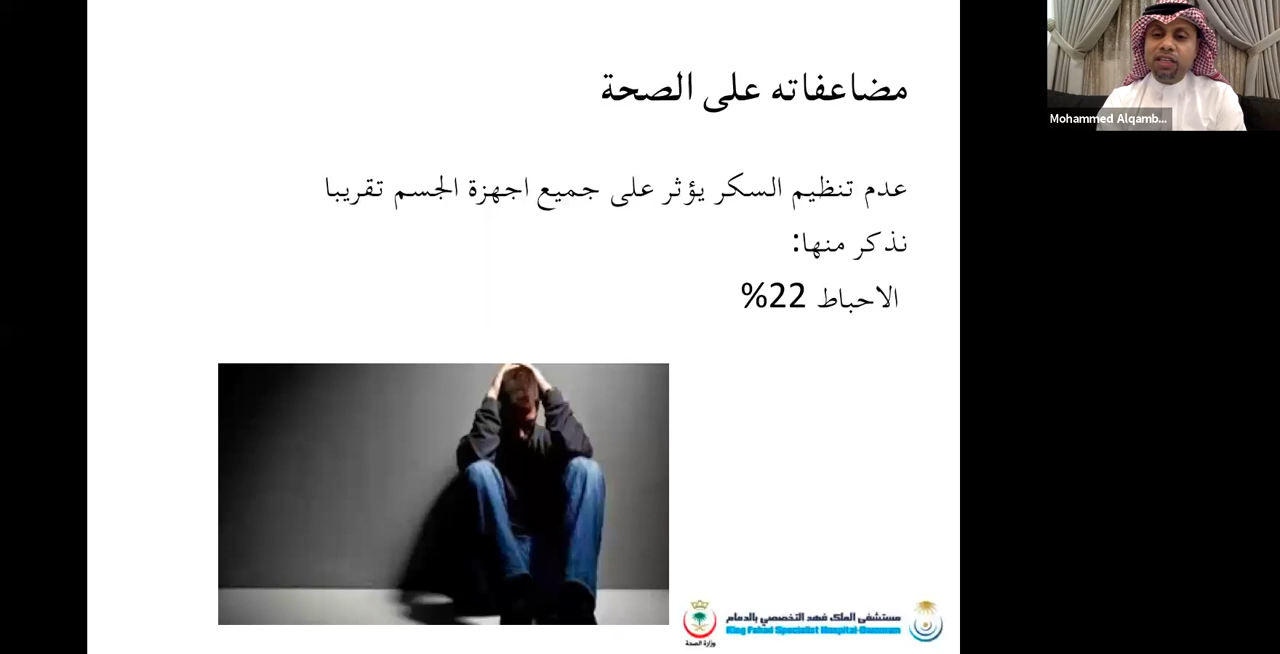 مضاعفاته على الصحة
عدم تنظيم السكر يؤثر على جميع اجهزة الجسم تقريبا
نذكر منها:
الاحباط 22%
Mohammed Alqamb...
مستشفى الملك فهد التخصصي بالدمام
King Fahad Specialist Hospital-Dammam
وزارة الصحة